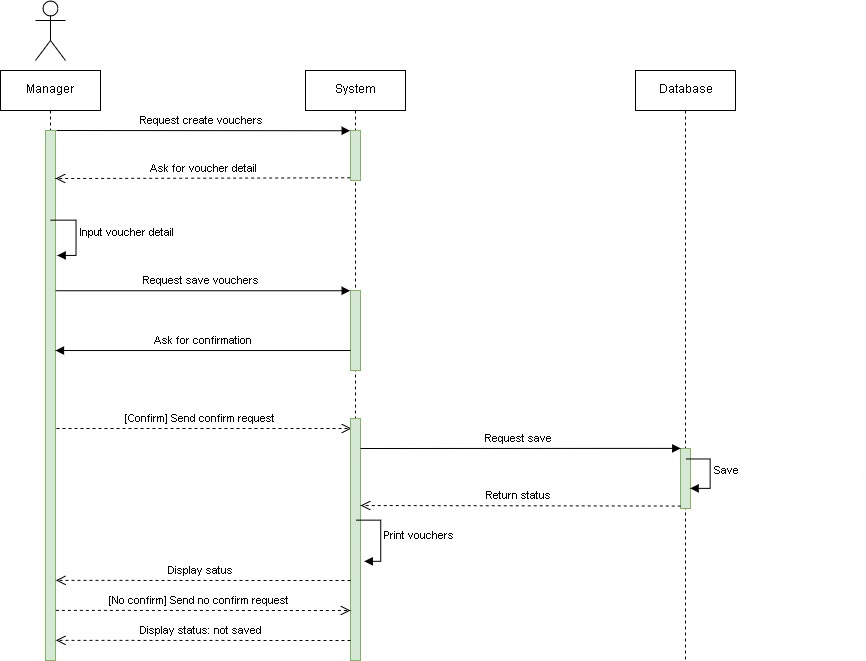 Manager
System
Database
Request create vouchers
Ask for voucher detail
Input voucher detail
Request save vouchers
Ask for confirmation
[Confirm] Send confirm request
Request save
Save
Return status
Print vouchers
Display satus
[No confirm] Send no confirm request
Display status: not saved